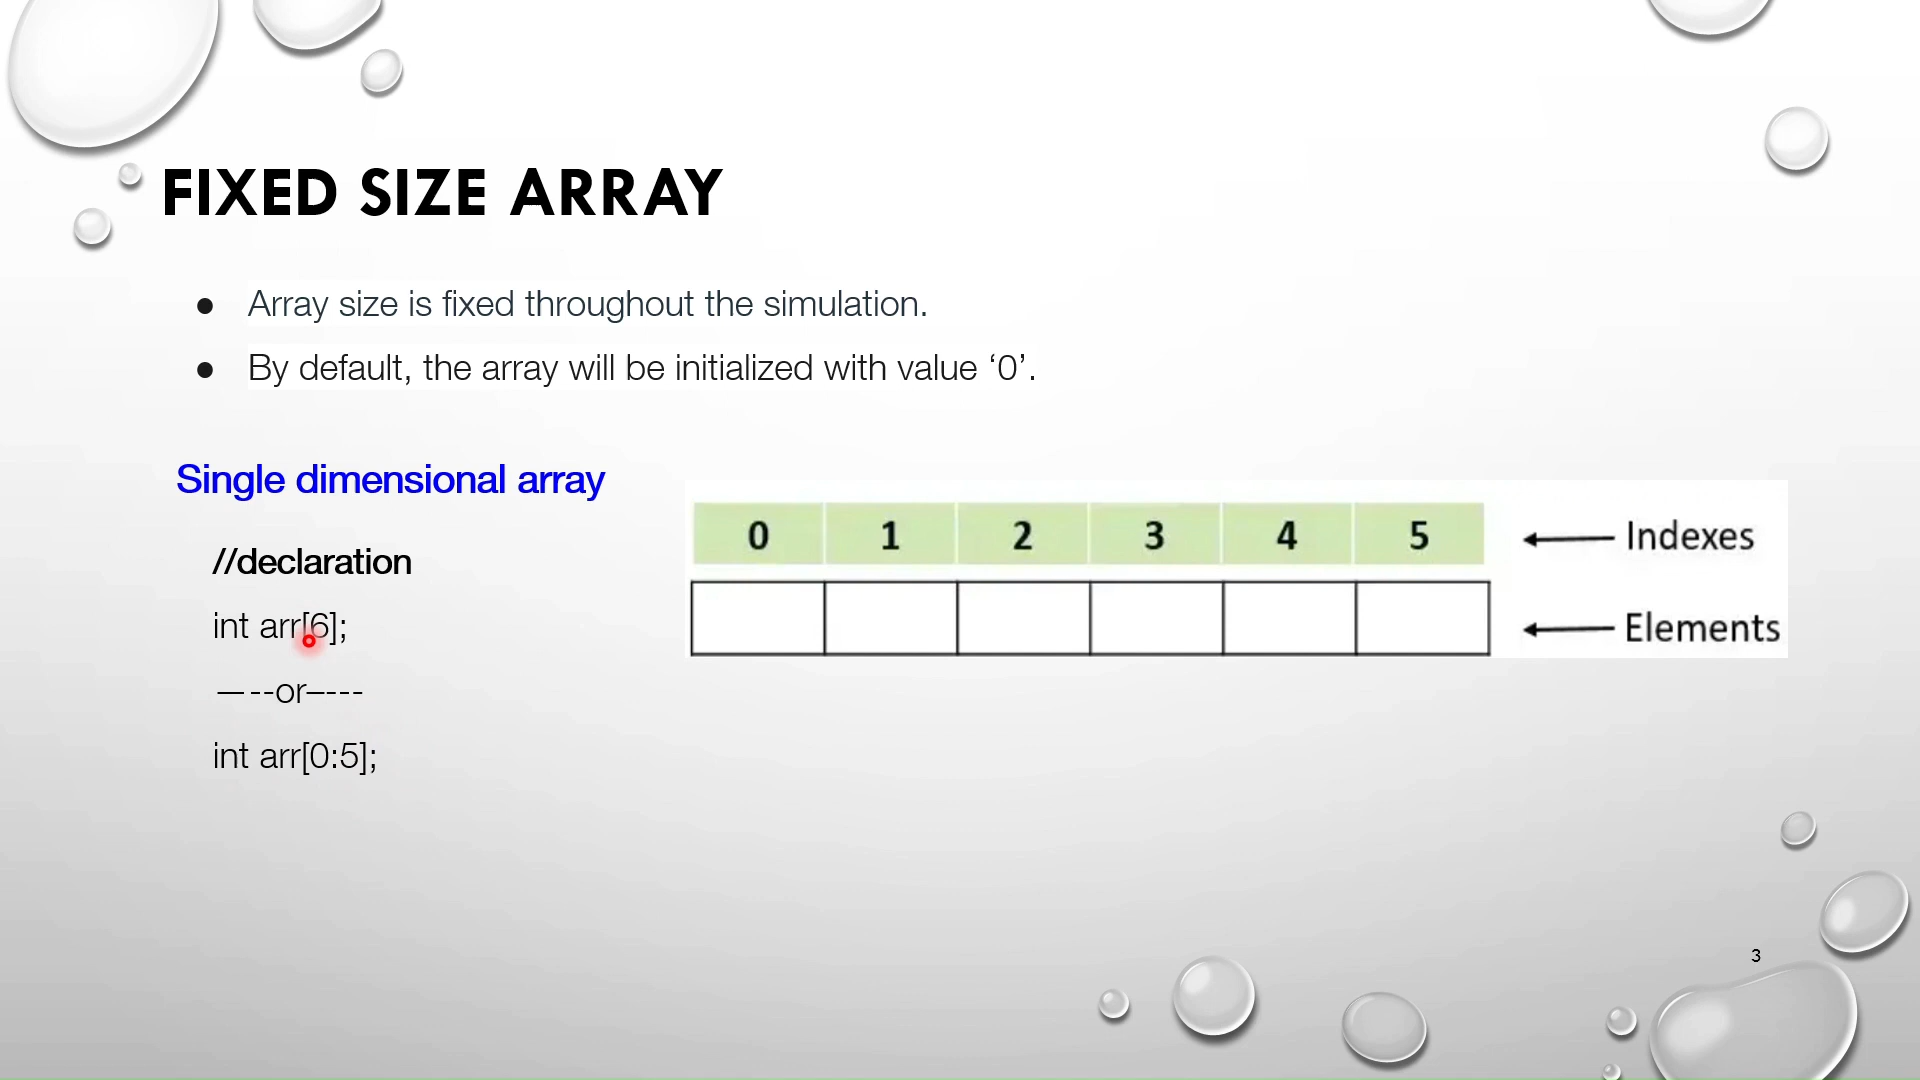 FIXED SIZE ARRAY
● Array size is fixed throughout the simulation.
● By default, the array will be initialized with value ‘0’.
Single dimensional array
//declaration
int arr[6];
—--or–---
int arr[0:5];
0 1 2 3 4 5 Indexes
Elements
3